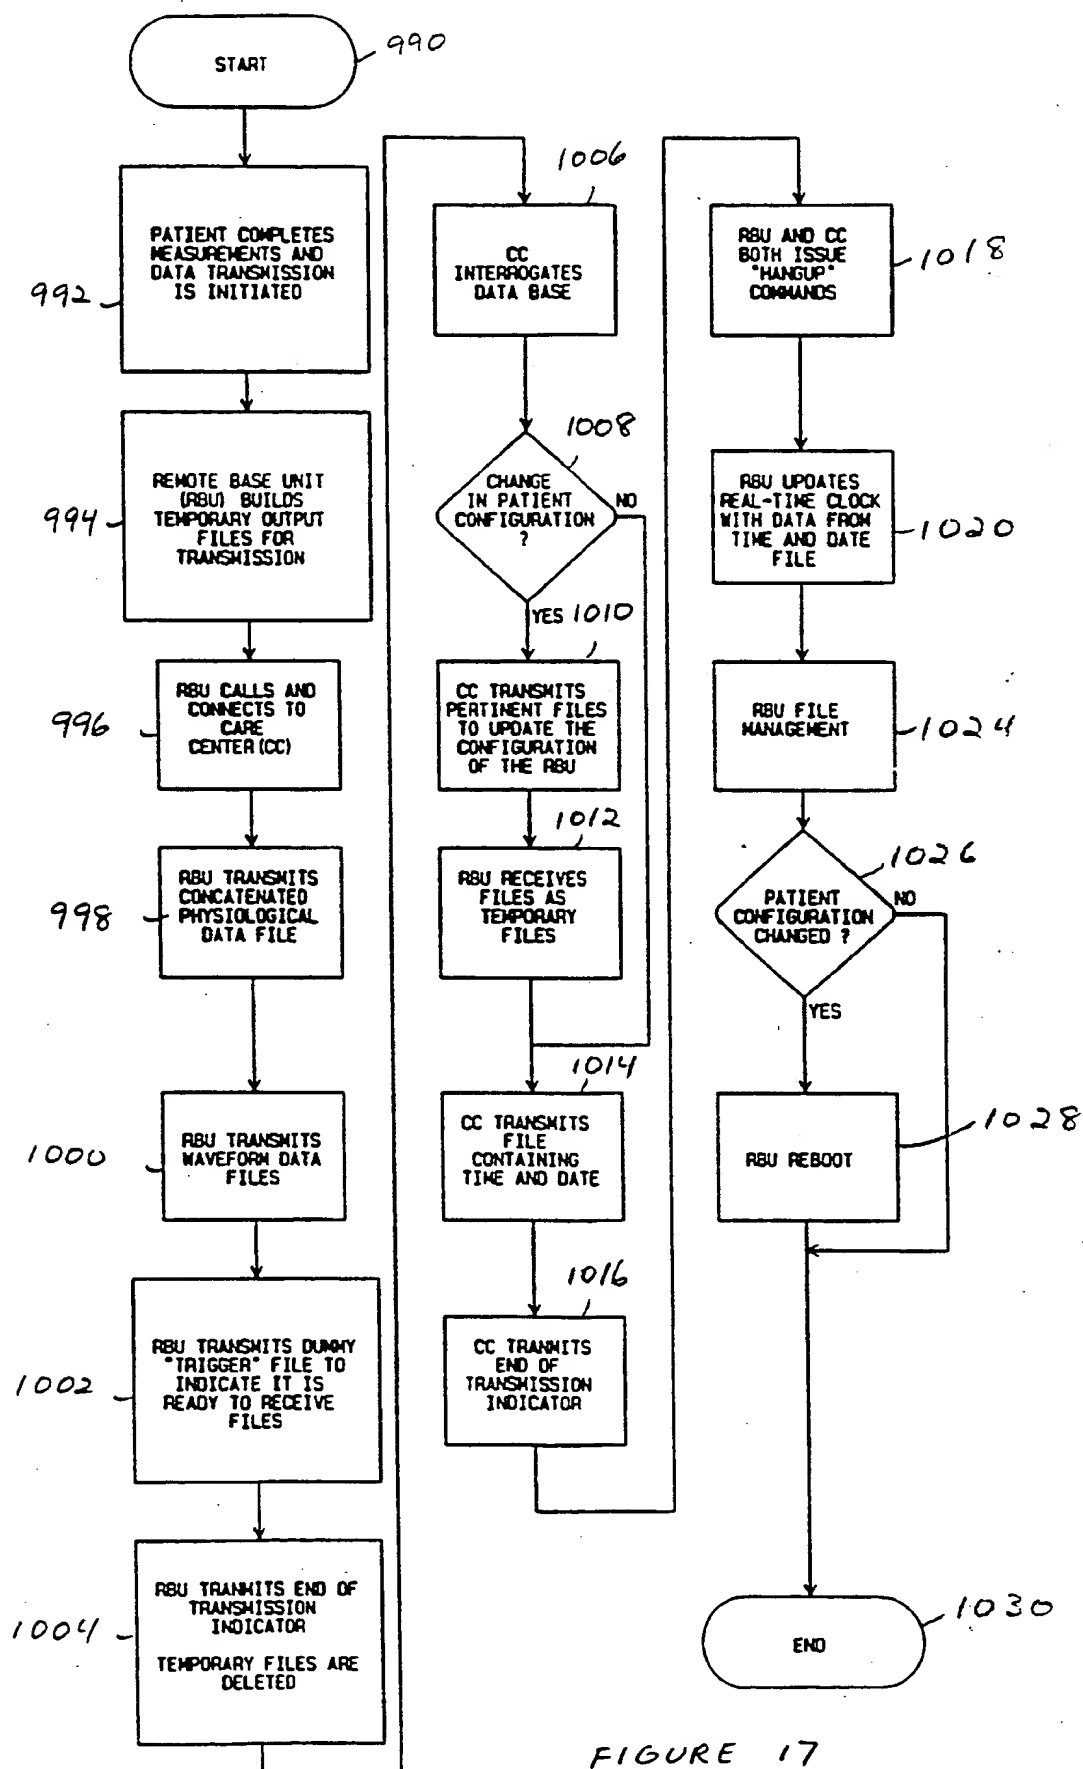 START
990
PATIENT COMPLETES
MEASUREMENTS AND
DATA TRANSMISSION
IS INITIATED
992
REMOTE BASE UNIT
(RBU) BUILDS
TEMPORARY OUTPUT
FILES FOR
TRANSMISSION
994
RBU CALLS AND
CONNECTS TO
CARE
CENTER(CC)
996
RBU TRANSMITS
CONCATENATED
PHYSIOLOGICAL
DATA FILE
998
RBU TRANSMITS
WAVEFORM DATA
FILES
1000
RBU TRANSMITS DUMMY
"TRIGGER" FILE TO
INDICATE IT IS
READY TO RECEIVE
FILES
1002
RBU TRANMITS END OF
TRANSMISSION
INDICATOR
TEMPORARY FILES ARE
DELETED
1004
1006
CC
INTERROGATES
DATA BASE
1008
CHANGE
IN PATIENT
CONFIGURATION
?
NO
YES
1010
CC TRANSMITS
PERTINENT FILES
TO UPDATE THE
CONFIGURATION
OF THE RBU
1012
RBU RECEIVES
FILES AS
TEMPORARY
FILES
1014
CC TRANSMITS
FILE
CONTAINING
TIME AND DATE
1016
CC TRANMITS
END OF
TRANSMISSION
INDICATOR
RBU AND CC
BOTH ISSUE
"HANGUP"
COMMANDS
1018
RBU UPDATES
REAL-TIME CLOCK
WITH DATA FROM
TIME AND DATE
FILE
1020
RBU FILE
MANAGEMENT
1024
1026
PATIENT
CONFIGURATION
CHANGED ?
NO
YES
RBU REBOOT
1028
END
1030
FIGURE 17